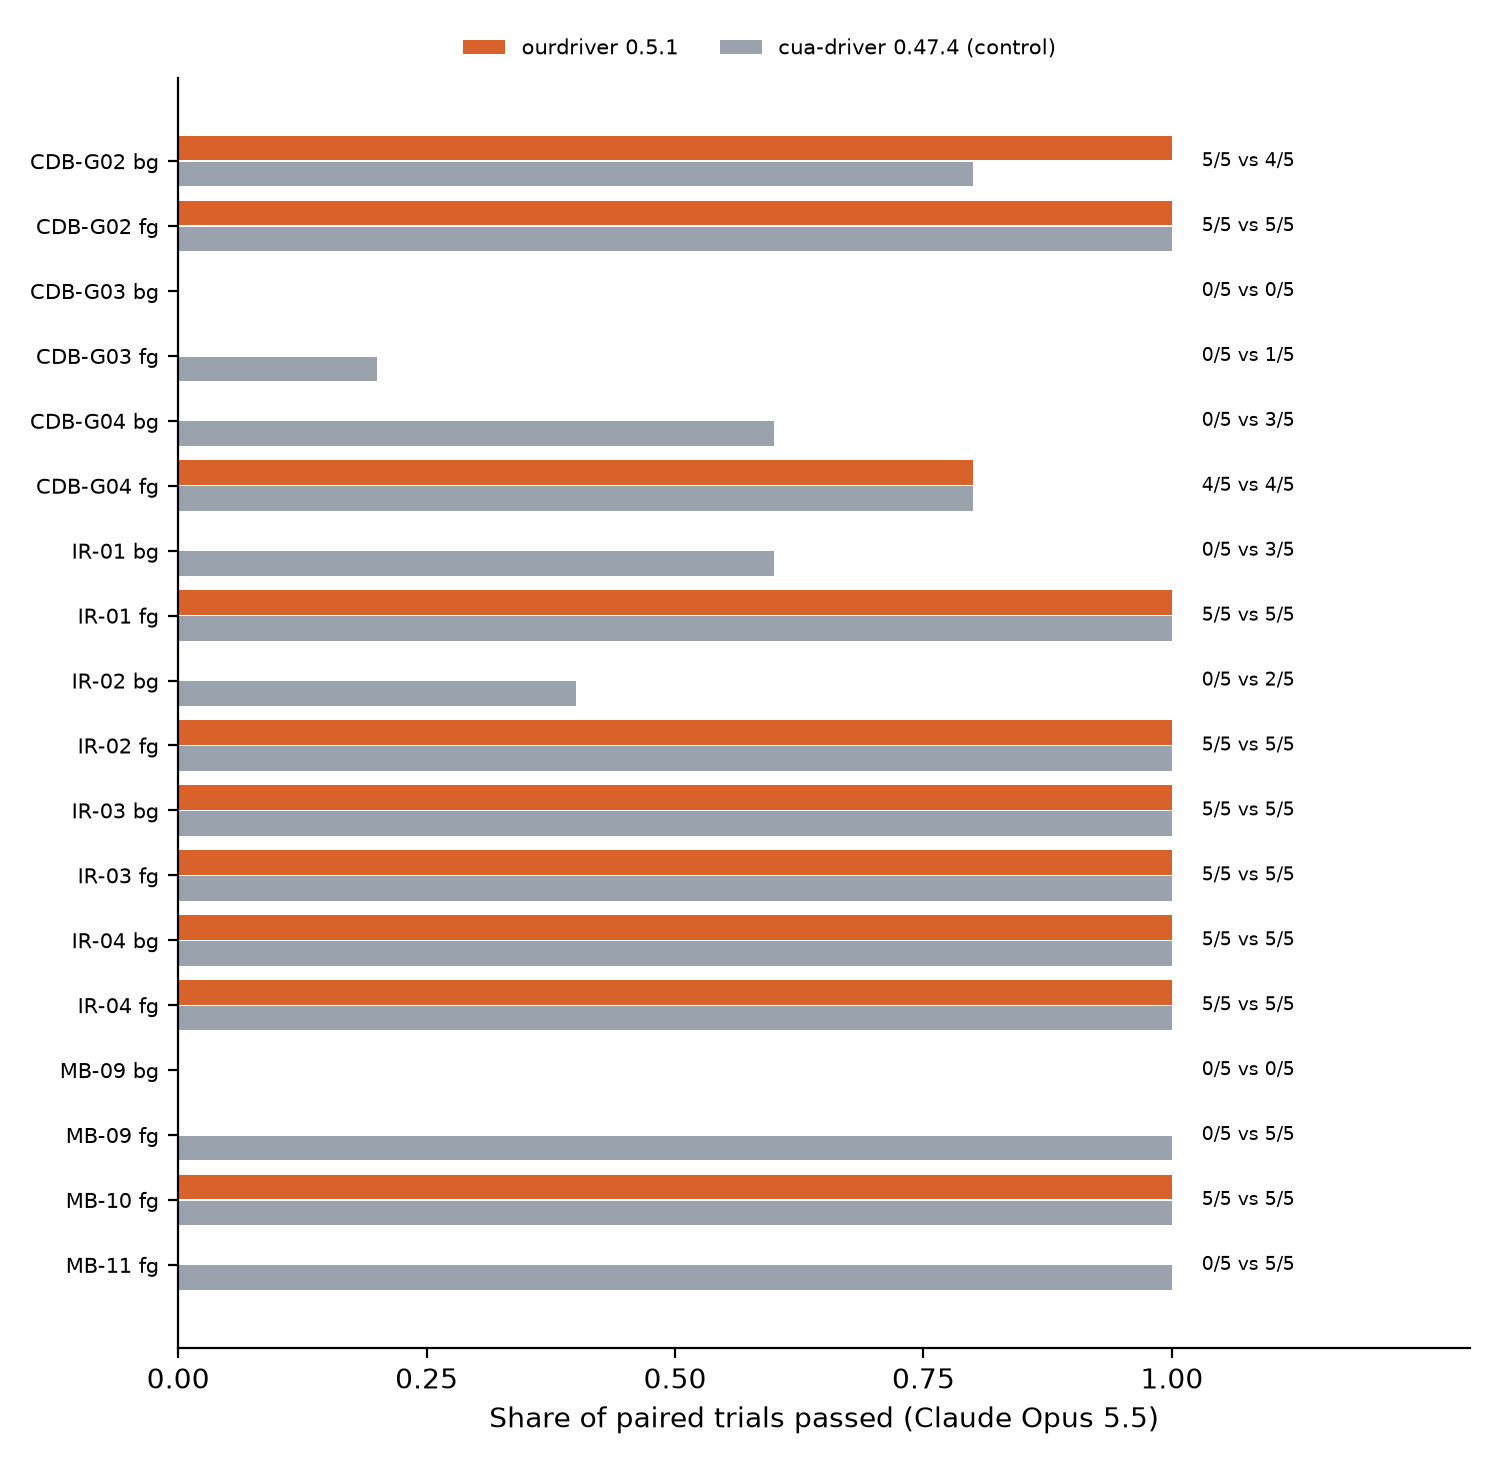 ourdriver 0.5.1 cua-driver 0.47.4 (control)
CDB-G02 bg 5/5 vs 4/5
CDB-G02 fg 5/5 vs 5/5
CDB-G03 bg 0/5 vs 0/5
CDB-G03 fg 0/5 vs 1/5
CDB-G04 bg 0/5 vs 3/5
CDB-G04 fg 4/5 vs 4/5
IR-01 bg 0/5 vs 3/5
IR-01 fg 5/5 vs 5/5
IR-02 bg 0/5 vs 2/5
IR-02 fg 5/5 vs 5/5
IR-03 bg 5/5 vs 5/5
IR-03 fg 5/5 vs 5/5
IR-04 bg 5/5 vs 5/5
IR-04 fg 5/5 vs 5/5
MB-09 bg 0/5 vs 0/5
MB-09 fg 0/5 vs 5/5
MB-10 fg 5/5 vs 5/5
MB-11 fg 0/5 vs 5/5
0.00 0.25 0.50 0.75 1.00
Share of paired trials passed (Claude Opus 5.5)